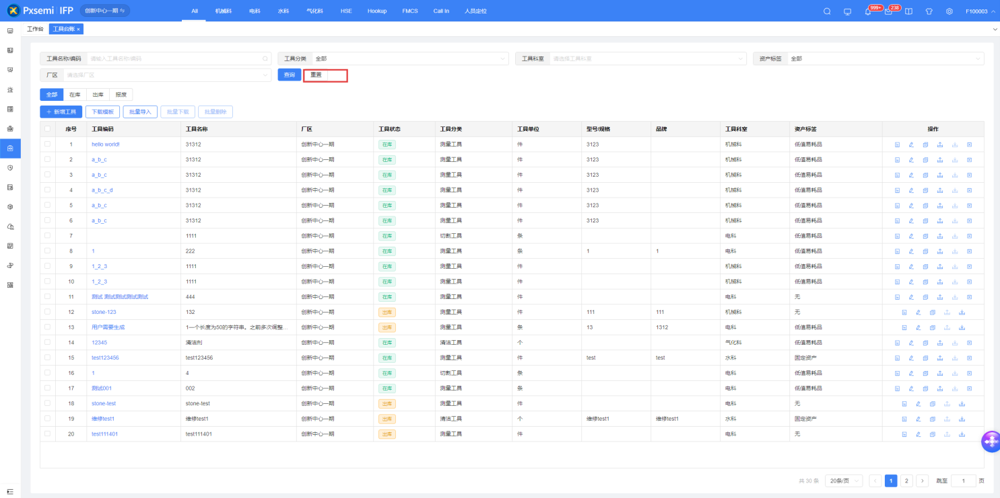 Pxsemi IFP 创新中心一期 All 机械科 电科 水科 气化科 HSE Hookup FMCS Call In 人员定位 999+ 238 F100003
工作台 工具台账 ×
工具名称/编码 请输入工具名称/编码 工具分类 全部 工具科室 请选择工具科室 资产标签 全部
厂区 请选择厂区 查询 重置
全部 在库 出库 报废
+ 新增工具 下载模板 批量导入 批量下载 批量删除
序号 工具编码 工具名称 厂区 工具状态 工具分类 工具单位 型号/规格 品牌 工具科室 资产标签 操作
1 hello world! 31312 创新中心一期 在库 测量工具 件 3123 机械科 低值易耗品
2 a_b_c 31312 创新中心一期 在库 测量工具 件 3123 机械科 低值易耗品
3 a_b_c 31312 创新中心一期 在库 测量工具 件 3123 机械科 低值易耗品
4 a_b_c_d 31312 创新中心一期 在库 测量工具 件 3123 机械科 低值易耗品
5 a_b_c 31312 创新中心一期 在库 测量工具 件 3123 机械科 低值易耗品
6 a_b_c 31312 创新中心一期 在库 测量工具 件 3123 机械科 低值易耗品
7 1111 创新中心一期 在库 切割工具 条 电科 低值易耗品
8 1 222 创新中心一期 在库 测量工具 条 1 1 电科 低值易耗品
9 1_2_3 1111 创新中心一期 在库 测量工具 件 机械科 低值易耗品
10 1_2_3 1111 创新中心一期 在库 测量工具 件 机械科 低值易耗品
11 测试 测试测试测试测试 444 创新中心一期 在库 测量工具 件 电科 无
12 stone-123 132 创新中心一期 出库 测量工具 件 111 111 机械科 无
13 用户需要生成 1一个长度为50的字符串。之前多次调整... 创新中心一期 出库 测量工具 条 13 1312 电科 低值易耗品
14 12345 清洁剂 创新中心一期 在库 清洁工具 个 气化科 低值易耗品
15 test123456 test123456 创新中心一期 在库 测量工具 件 test test 水科 固定资产
16 1 4 创新中心一期 在库 切割工具 条 电科 低值易耗品
17 测试001 002 创新中心一期 在库 测量工具 条 电科 低值易耗品
18 stone-test stone-test 创新中心一期 出库 测量工具 件 电科 无
19 维修test1 维修test1 创新中心一期 出库 清洁工具 个 维修test1 维修test1 水科 固定资产
20 test111401 test111401 创新中心一期 出库 测量工具 件 电科 无
共 30 条 20条/页 1 2 跳至 1 页